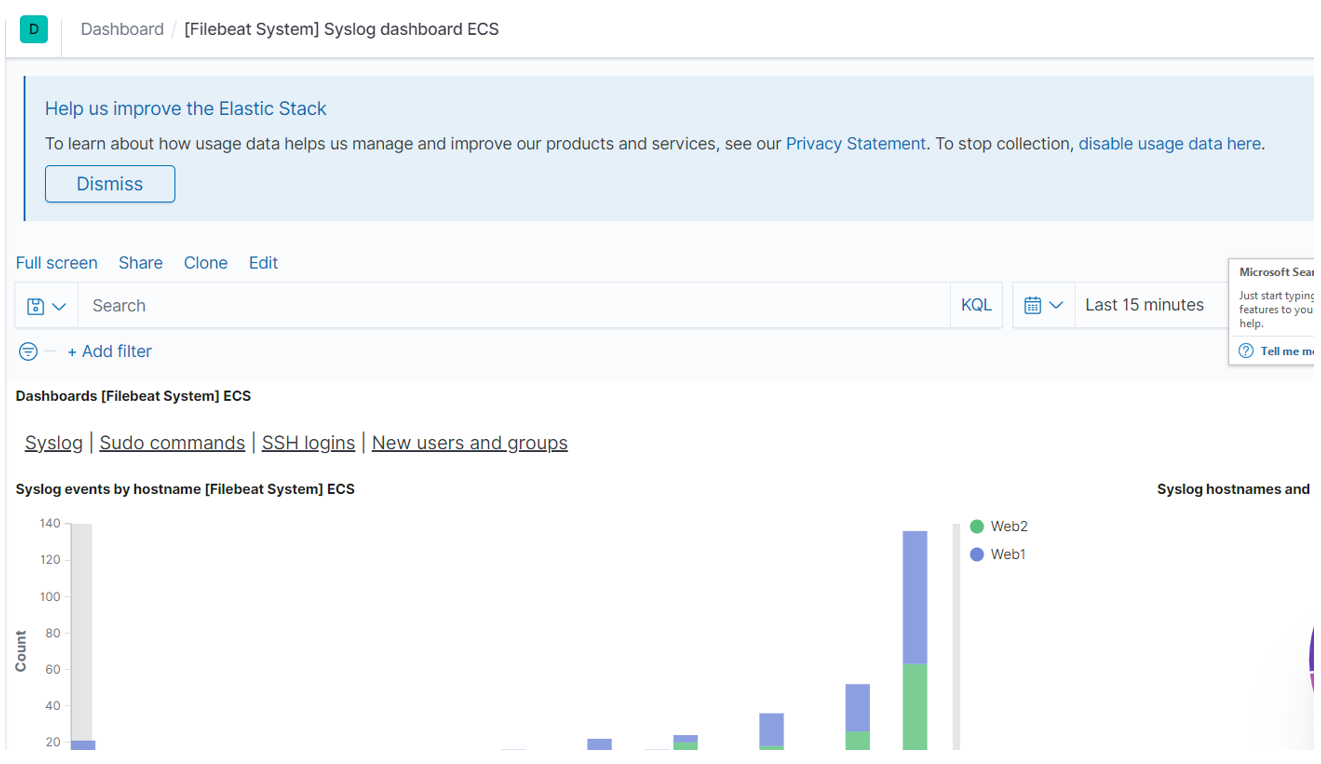 D Dashboard / [Filebeat System] Syslog dashboard ECS
Help us improve the Elastic Stack
To learn about how usage data helps us manage and improve our products and services, see our Privacy Statement. To stop collection, disable usage data here.
Dismiss
Full screen Share Clone Edit
Search KQL Last 15 minutes
Microsoft Sear
Just start typing
features to you
help.
Tell me mo
+ Add filter
Dashboards [Filebeat System] ECS
Syslog | Sudo commands | SSH logins | New users and groups
Syslog events by hostname [Filebeat System] ECS
Syslog hostnames and
140
120
100
80
60
40
20
Count
Web2
Web1